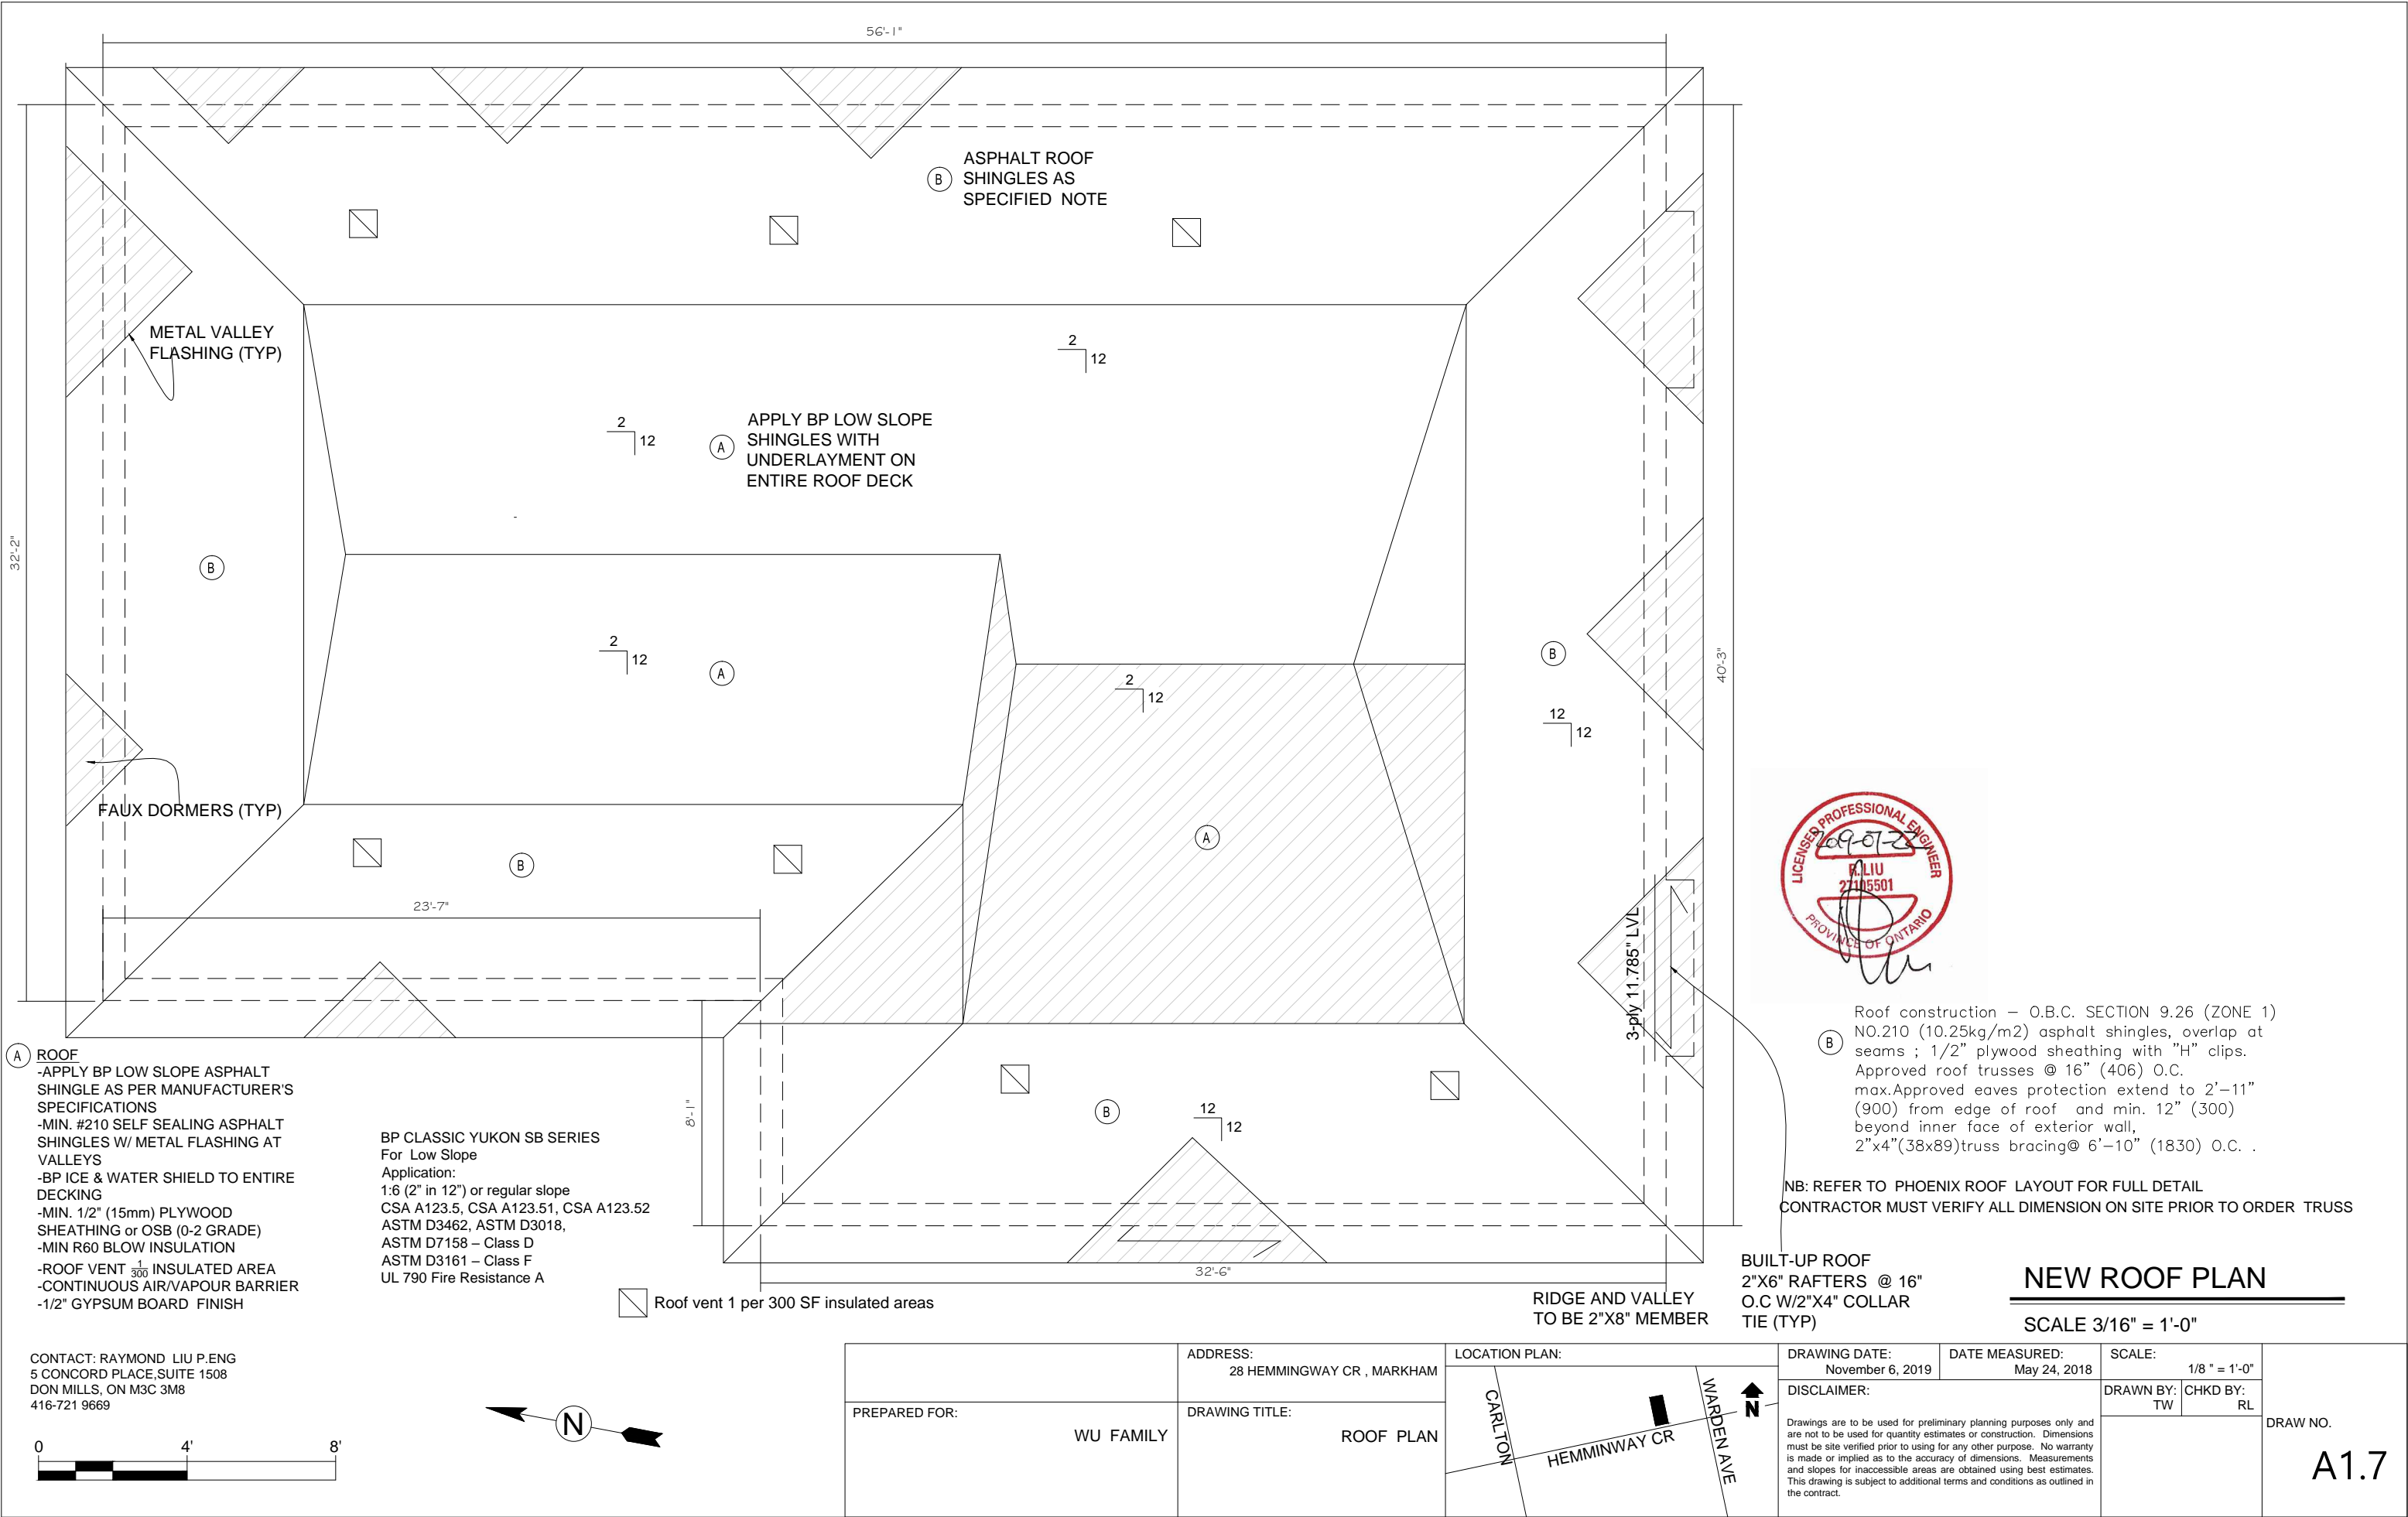 56'-1"
ASPHALT ROOF
SHINGLES AS
SPECIFIED NOTE
B
METAL VALLEY
FLASHING (TYP)
2
12
2
12
A
APPLY BP LOW SLOPE
SHINGLES WITH
UNDERLAYMENT ON
ENTIRE ROOF DECK
32'-2"
B
2
12
A
2
12
B
12
12
40'-3"
FAUX DORMERS (TYP)
B
A
23'-7"
3-ply 11.785" LVL
8'-1"
B
12
12
32'-6"
LICENSED PROFESSIONAL ENGINEER
2019-07-22
R. LIU
27105501
PROVINCE OF ONTARIO
B
Roof construction – O.B.C. SECTION 9.26 (ZONE 1)
NO.210 (10.25kg/m2) asphalt shingles, overlap at
seams ; 1/2" plywood sheathing with "H" clips.
Approved roof trusses @ 16" (406) O.C.
max.Approved eaves protection extend to 2'–11"
(900) from edge of roof and min. 12" (300)
beyond inner face of exterior wall,
2"x4"(38x89)truss bracing@ 6'–10" (1830) O.C. .
NB: REFER TO PHOENIX ROOF LAYOUT FOR FULL DETAIL
CONTRACTOR MUST VERIFY ALL DIMENSION ON SITE PRIOR TO ORDER TRUSS
A
ROOF
-APPLY BP LOW SLOPE ASPHALT
SHINGLE AS PER MANUFACTURER'S
SPECIFICATIONS
-MIN. #210 SELF SEALING ASPHALT
SHINGLES W/ METAL FLASHING AT
VALLEYS
-BP ICE & WATER SHIELD TO ENTIRE
DECKING
-MIN. 1/2" (15mm) PLYWOOD
SHEATHING or OSB (0-2 GRADE)
-MIN R60 BLOW INSULATION
-ROOF VENT 1/300 INSULATED AREA
-CONTINUOUS AIR/VAPOUR BARRIER
-1/2" GYPSUM BOARD FINISH
BP CLASSIC YUKON SB SERIES
For Low Slope
Application:
1:6 (2" in 12") or regular slope
CSA A123.5, CSA A123.51, CSA A123.52
ASTM D3462, ASTM D3018,
ASTM D7158 – Class D
ASTM D3161 – Class F
UL 790 Fire Resistance A
Roof vent 1 per 300 SF insulated areas
RIDGE AND VALLEY
TO BE 2"X8" MEMBER
BUILT-UP ROOF
2"X6" RAFTERS @ 16"
O.C W/2"X4" COLLAR
TIE (TYP)
NEW ROOF PLAN
SCALE 3/16" = 1'-0"
CONTACT: RAYMOND LIU P.ENG
5 CONCORD PLACE,SUITE 1508
DON MILLS, ON M3C 3M8
416-721 9669
0 4' 8'
N
PREPARED FOR:
WU FAMILY
ADDRESS:
28 HEMMINGWAY CR , MARKHAM
DRAWING TITLE:
ROOF PLAN
LOCATION PLAN:
CARLTON
HEMMINWAY CR
WARDEN AVE
N
DRAWING DATE:
November 6, 2019
DATE MEASURED:
May 24, 2018
SCALE:
1/8 " = 1'-0"
DISCLAIMER:
Drawings are to be used for preliminary planning purposes only and
are not to be used for quantity estimates or construction. Dimensions
must be site verified prior to using for any other purpose. No warranty
is made or implied as to the accuracy of dimensions. Measurements
and slopes for inaccessible areas are obtained using best estimates.
This drawing is subject to additional terms and conditions as outlined in
the contract.
DRAWN BY:
TW
CHKD BY:
RL
DRAW NO.
A1.7